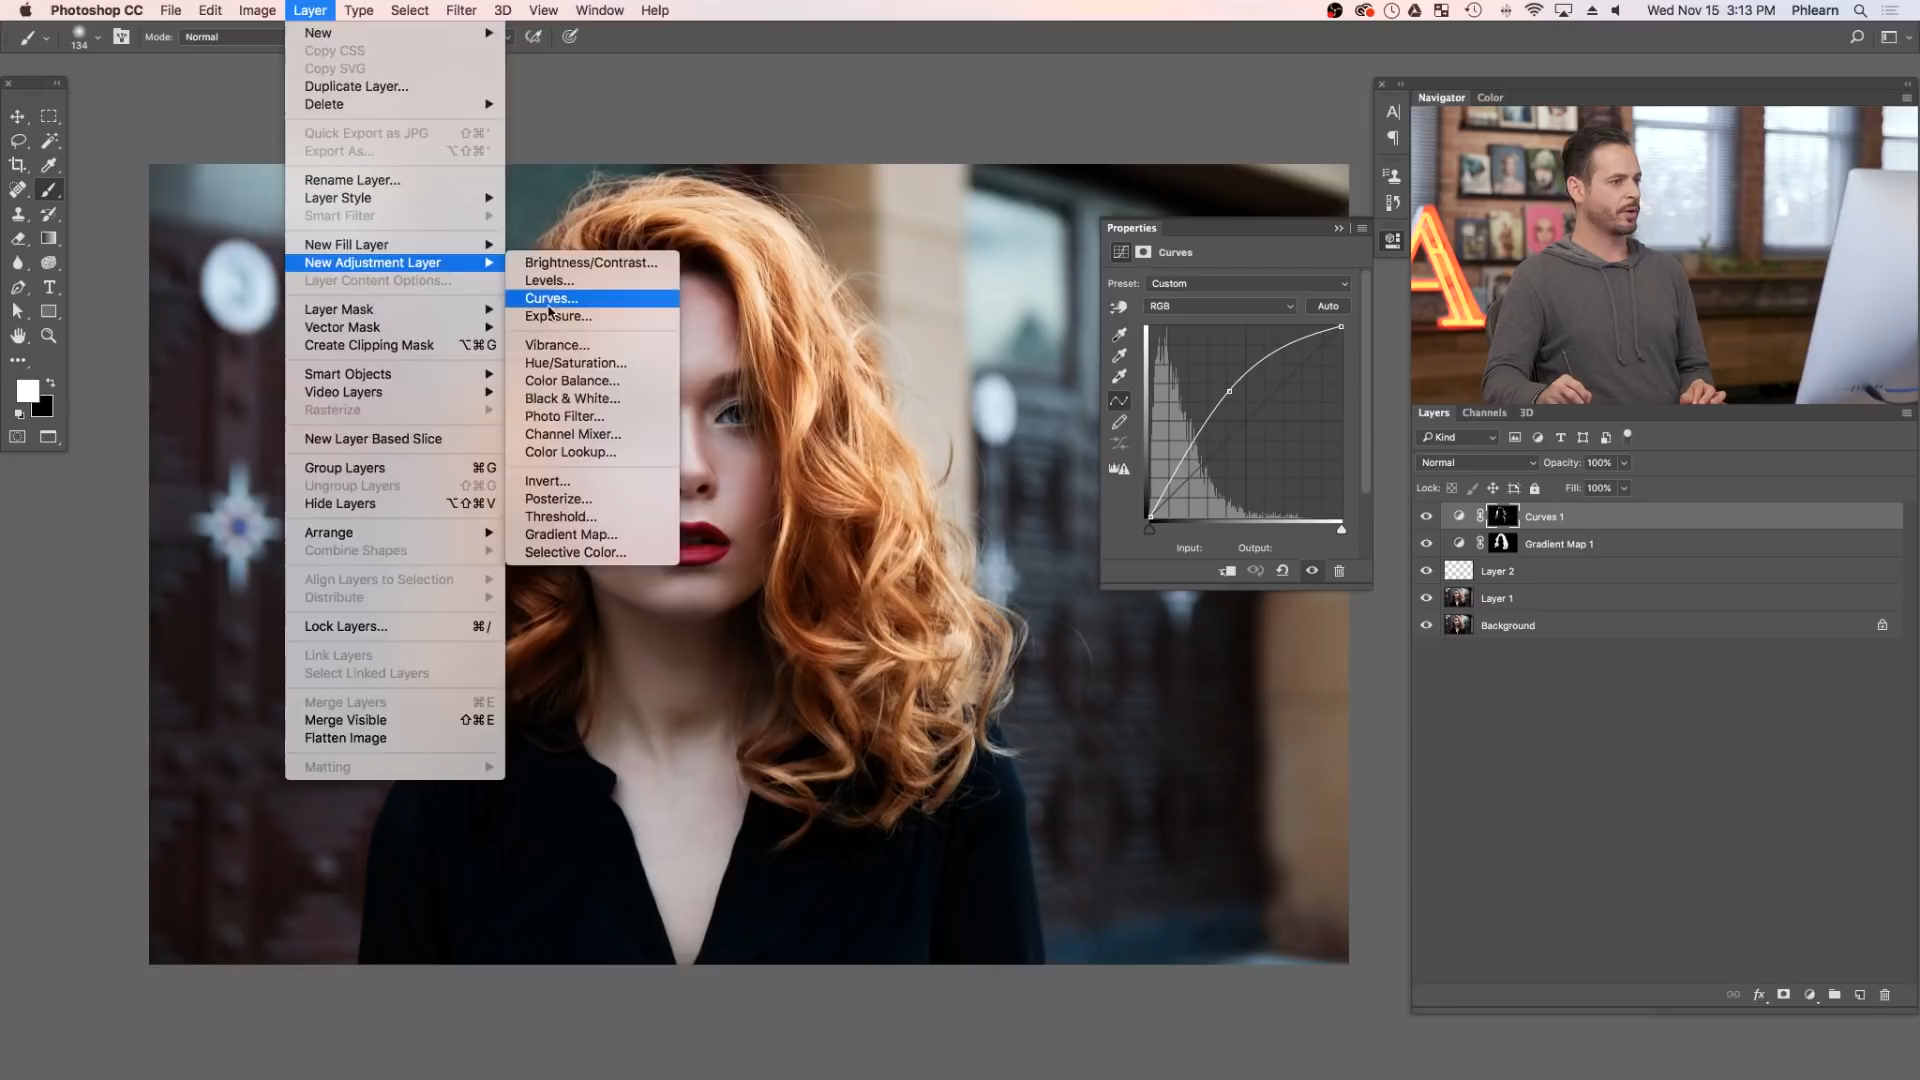 Photoshop CC File Edit Image Layer Type Select Filter 3D View Window Help Wed Nov 15 3:13 PM Phlearn
134 Mode: Normal
New
Copy CSS
Copy SVG
Duplicate Layer...
Delete
Quick Export as JPG ⇧⌘'
Export As... ⌥⇧⌘'
Rename Layer...
Layer Style
Smart Filter
New Fill Layer
New Adjustment Layer
Layer Content Options...
Layer Mask
Vector Mask
Create Clipping Mask ⌥⌘G
Smart Objects
Video Layers
Rasterize
New Layer Based Slice
Group Layers ⌘G
Ungroup Layers ⇧⌘G
Hide Layers ⌥⇧⌘V
Arrange
Combine Shapes
Align Layers to Selection
Distribute
Lock Layers... ⌘/
Link Layers
Select Linked Layers
Merge Layers ⌘E
Merge Visible ⇧⌘E
Flatten Image
Matting
Brightness/Contrast...
Levels...
Curves...
Exposure...
Vibrance...
Hue/Saturation...
Color Balance...
Black & White...
Photo Filter...
Channel Mixer...
Color Lookup...
Invert...
Posterize...
Threshold...
Gradient Map...
Selective Color...
Properties
Curves
Preset: Custom
RGB Auto
Input: Output:
Navigator Color
A
Layers Channels 3D
Kind
Normal Opacity: 100%
Lock: Fill: 100%
Curves 1
Gradient Map 1
Layer 2
Layer 1
Background
fx